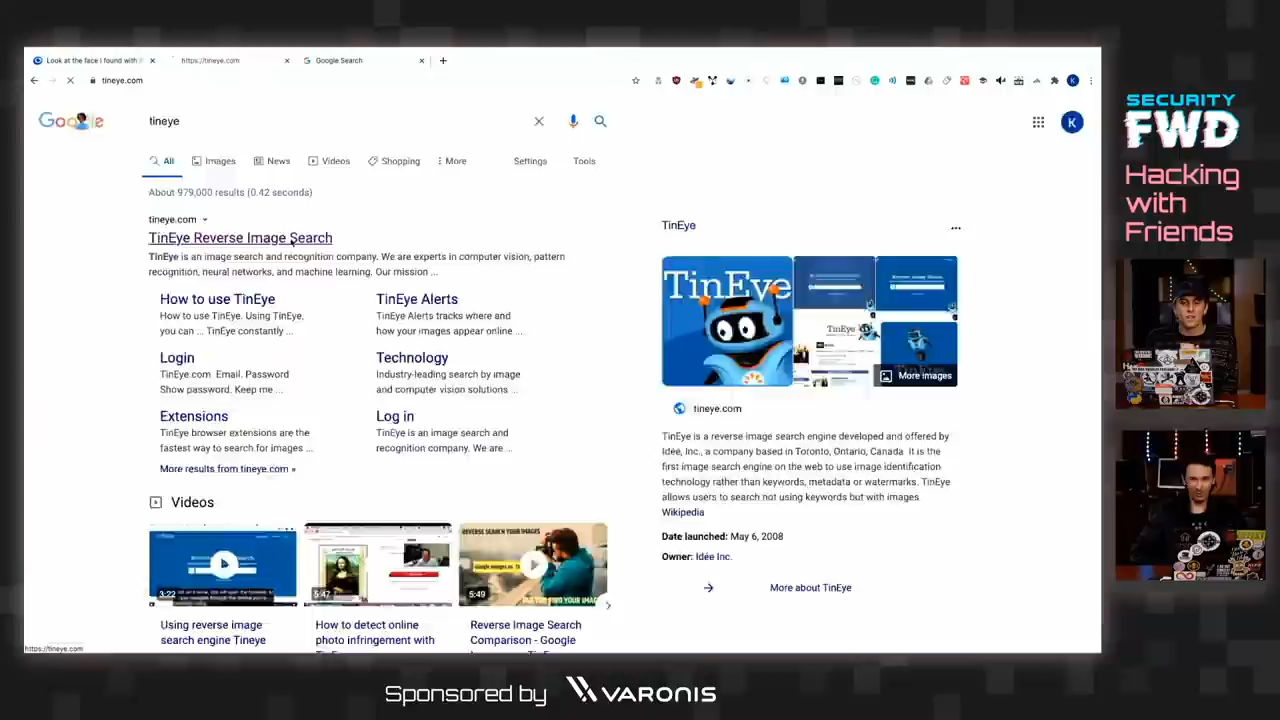 Look at the face I found with
https://tineye.com
Google Search
tineye.com
K
Google
tineye
K
All
Images
News
Videos
Shopping
More
Settings
Tools
About 979,000 results (0.42 seconds)
tineye.com
TinEye Reverse Image Search
TinEye is an image search and recognition company. We are experts in computer vision, pattern
recognition, neural networks, and machine learning. Our mission ...
How to use TinEye
How to use TinEye. Using TinEye,
you can ... TinEye constantly ...
TinEye Alerts
TinEye Alerts tracks where and
how your images appear online ...
Login
TinEye.com Email. Password
Show password. Keep me ...
Technology
Industry-leading search by image
and computer vision solutions ...
Extensions
TinEye browser extensions are the
fastest way to search for images ...
Log in
TinEye is an image search and
recognition company. We are ...
More results from tineye.com »
Videos
3:22
5:47
REVERSE SEARCH YOUR IMAGES
5:49
Using reverse image
search engine Tineye
How to detect online
photo infringement with
Reverse Image Search
Comparison - Google
https://tineye.com
TinEye
TinEye
TinEye
More images
tineye.com
TinEye is a reverse image search engine developed and offered by
Idée, Inc., a company based in Toronto, Ontario, Canada It is the
first image search engine on the web to use image identification
technology rather than keywords, metadata or watermarks. TinEye
allows users to search not using keywords but with images
Wikipedia
Date launched: May 6, 2008
Owner: Idée Inc.
More about TinEye
SECURITY
FWD
Hacking
with
Friends
Sponsored by VARONIS